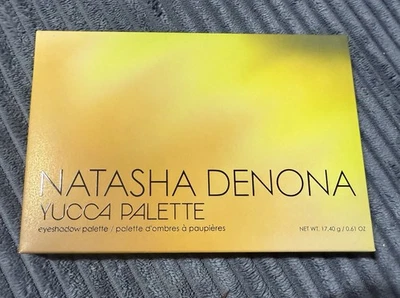 NATASHA DENONA
YUCCA PALETTE
eyeshadow palette / palette d'ombres à paupières
NET WT. 17.40 g / 0.61 OZ